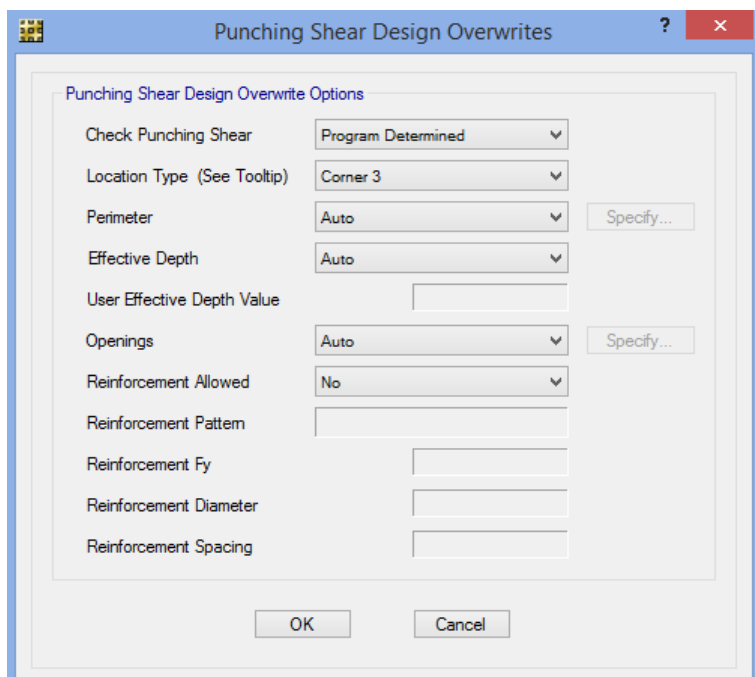 Punching Shear Design Overwrites ? ×
Punching Shear Design Overwrite Options
Check Punching Shear Program Determined
Location Type (See Tooltip) Corner 3
Perimeter Auto Specify...
Effective Depth Auto
User Effective Depth Value
Openings Auto Specify...
Reinforcement Allowed No
Reinforcement Pattern
Reinforcement Fy
Reinforcement Diameter
Reinforcement Spacing
OK Cancel